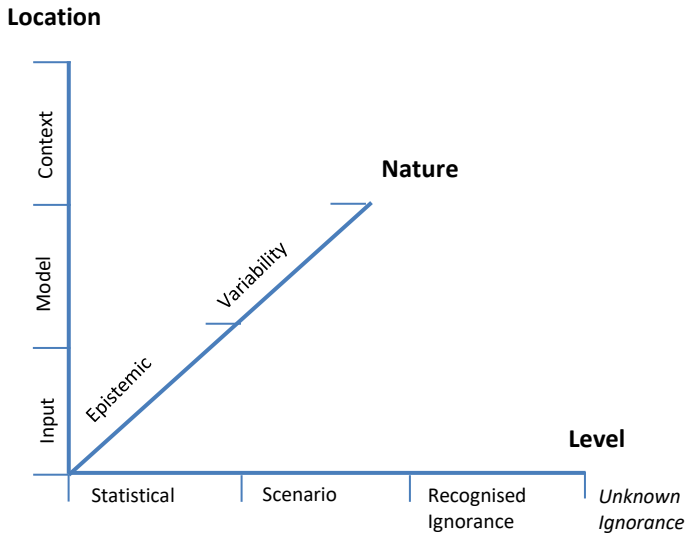 Location
Context
Model
Input
Nature
Variability
Epistemic
Level
Statistical
Scenario
Recognised
Ignorance
Unknown
Ignorance